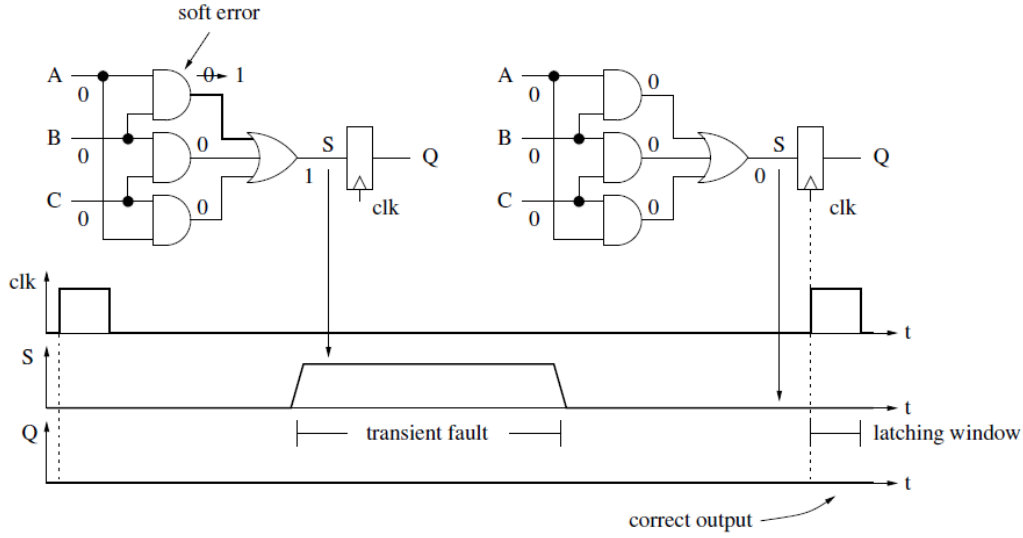 soft error
A 0 1 0
0
B 0 B 0
0 S Q 0 S Q
1 0
C 0 clk C 0 clk
0 0
clk
t
S
transient fault
t
latching window
Q
t
correct output